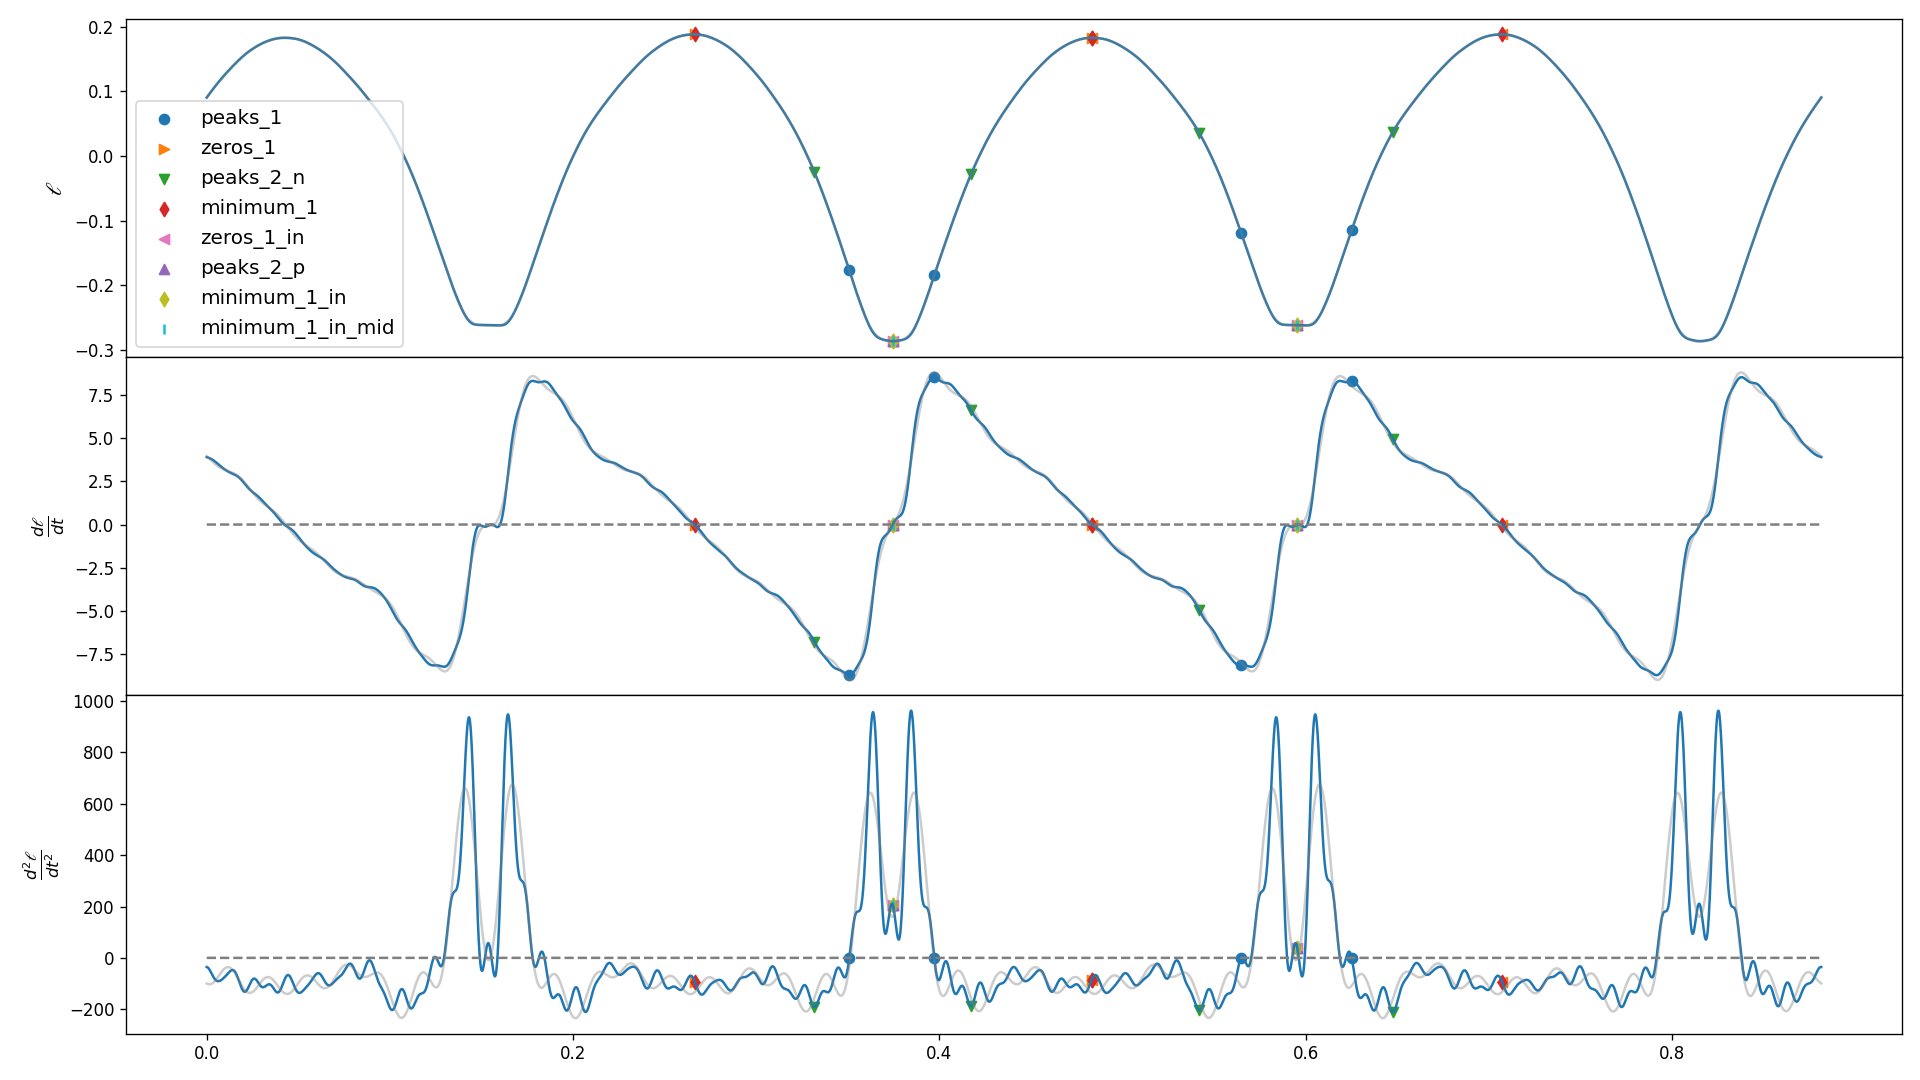 0.2
0.1
0.0
−0.1
−0.2
−0.3
ℓ
peaks_1
zeros_1
peaks_2_n
minimum_1
zeros_1_in
peaks_2_p
minimum_1_in
minimum_1_in_mid
7.5
5.0
2.5
0.0
−2.5
−5.0
−7.5
dℓ
dt
1000
800
600
400
200
0
−200
d²ℓ
dt²
0.0 0.2 0.4 0.6 0.8